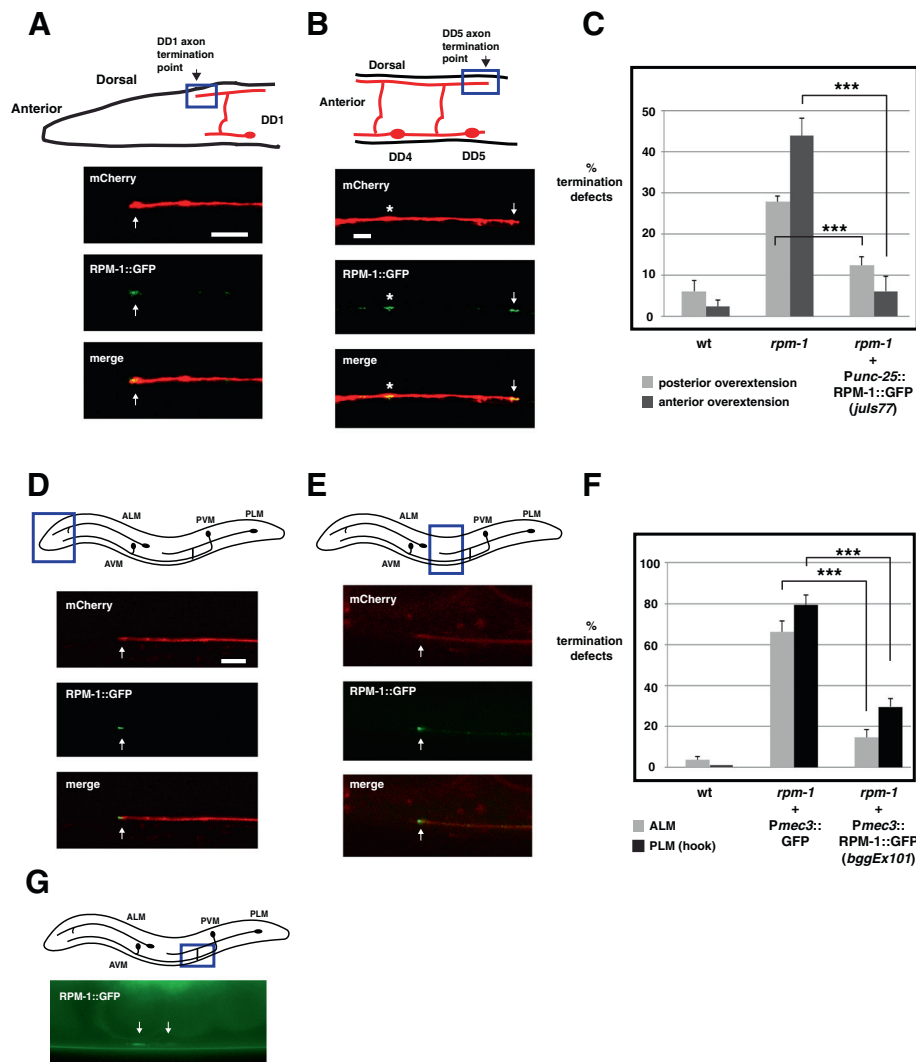 A
DD1 axon
termination
point
Dorsal
Anterior
DD1
mCherry
RPM-1::GFP
merge
B
DD5 axon
termination
point
Dorsal
Anterior
DD4
DD5
mCherry
*
RPM-1::GFP
*
merge
*
C
%
termination
defects
50
40
30
20
10
0
***
***
wt
rpm-1
rpm-1
+
Punc-25::
RPM-1::GFP
(juls77)
posterior overextension
anterior overextension
D
ALM
PVM
PLM
AVM
mCherry
RPM-1::GFP
merge
E
ALM
PVM
PLM
AVM
mCherry
RPM-1::GFP
merge
F
%
termination
defects
100
80
60
40
20
0
***
***
wt
rpm-1
+
Pmec3::
GFP
rpm-1
+
Pmec3::
RPM-1::GFP
(bggEx101)
ALM
PLM (hook)
G
ALM
PVM
PLM
AVM
RPM-1::GFP